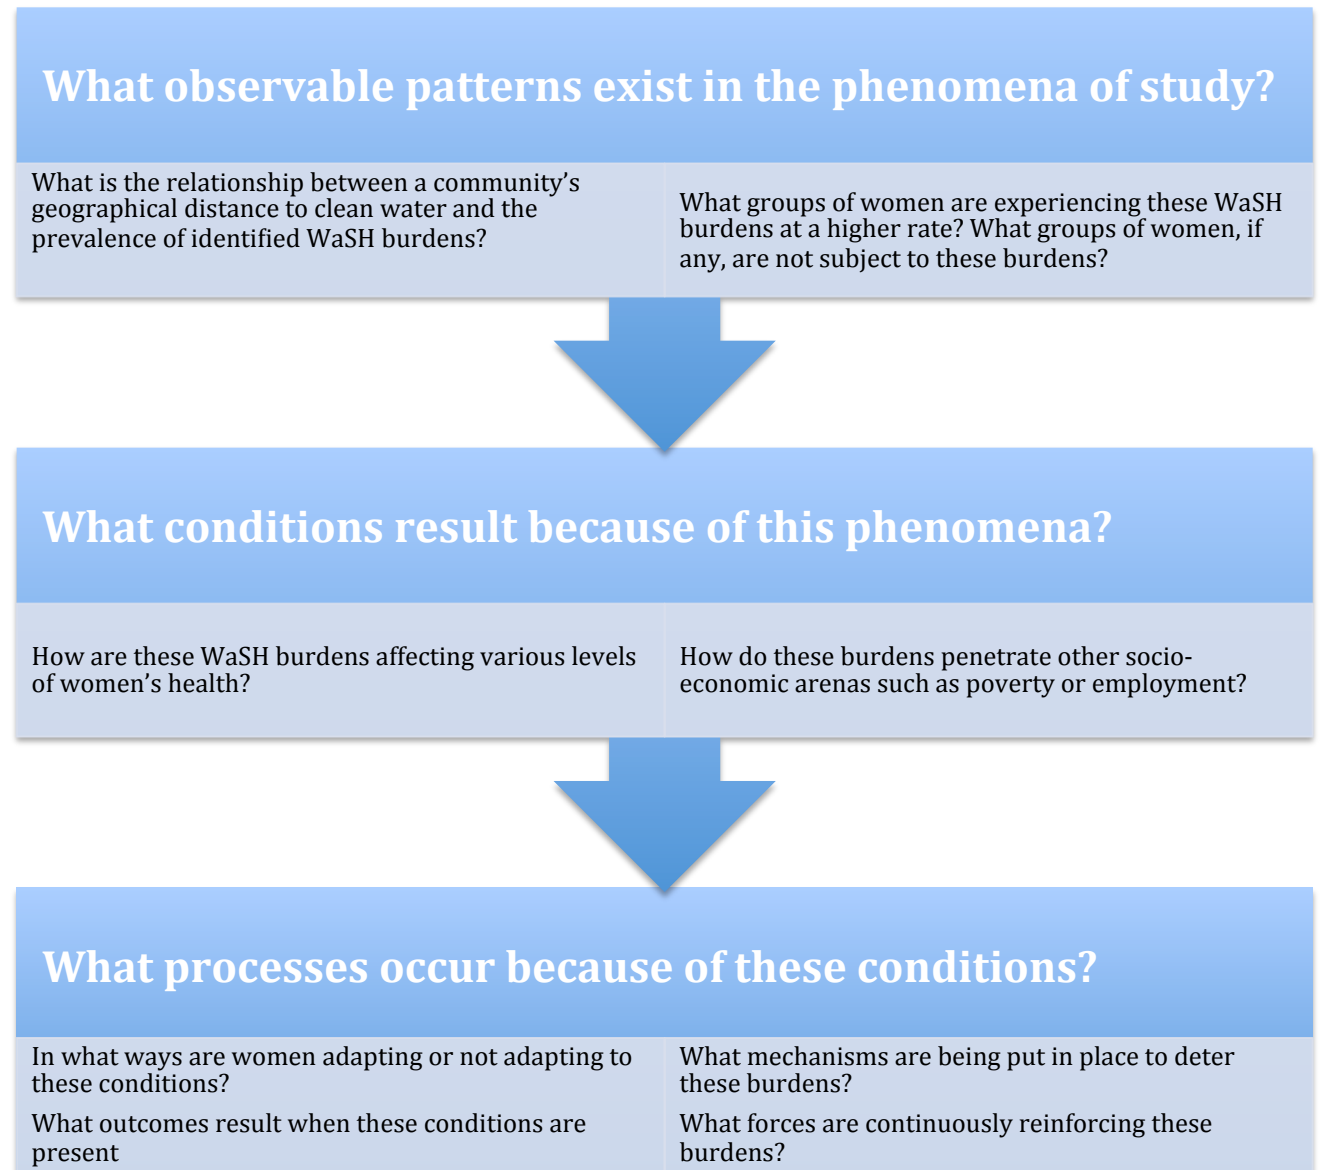 What observable patterns exist in the phenomena of study?
What is the relationship between a community’s
geographical distance to clean water and the
prevalence of identified WaSH burdens?
What groups of women are experiencing these WaSH
burdens at a higher rate? What groups of women, if
any, are not subject to these burdens?
What conditions result because of this phenomena?
How are these WaSH burdens affecting various levels
of women’s health?
How do these burdens penetrate other socio-
economic arenas such as poverty or employment?
What processes occur because of these conditions?
In what ways are women adapting or not adapting to
these conditions?
What outcomes result when these conditions are
present
What mechanisms are being put in place to deter
these burdens?
What forces are continuously reinforcing these
burdens?